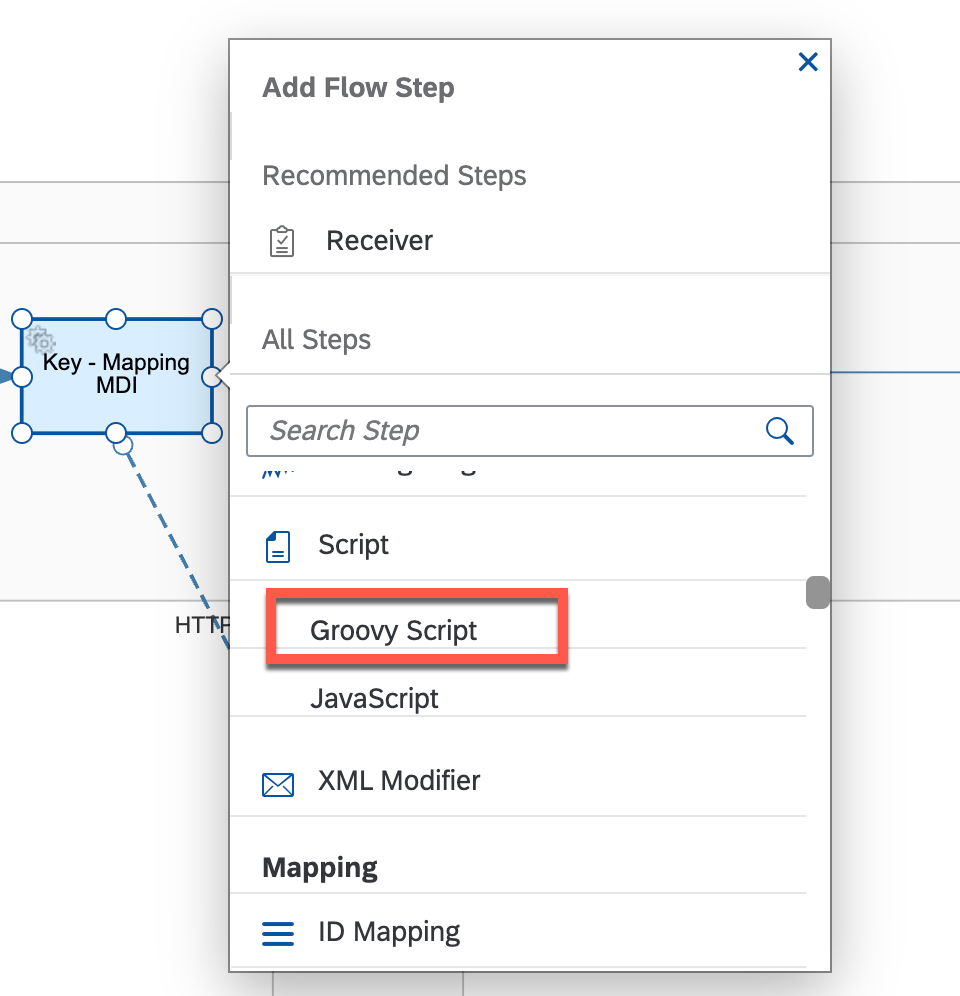 Add Flow Step
Recommended Steps
Receiver
All Steps
Key - Mapping
MDI
Search Step
Script
HTTP
Groovy Script
JavaScript
XML Modifier
Mapping
ID Mapping